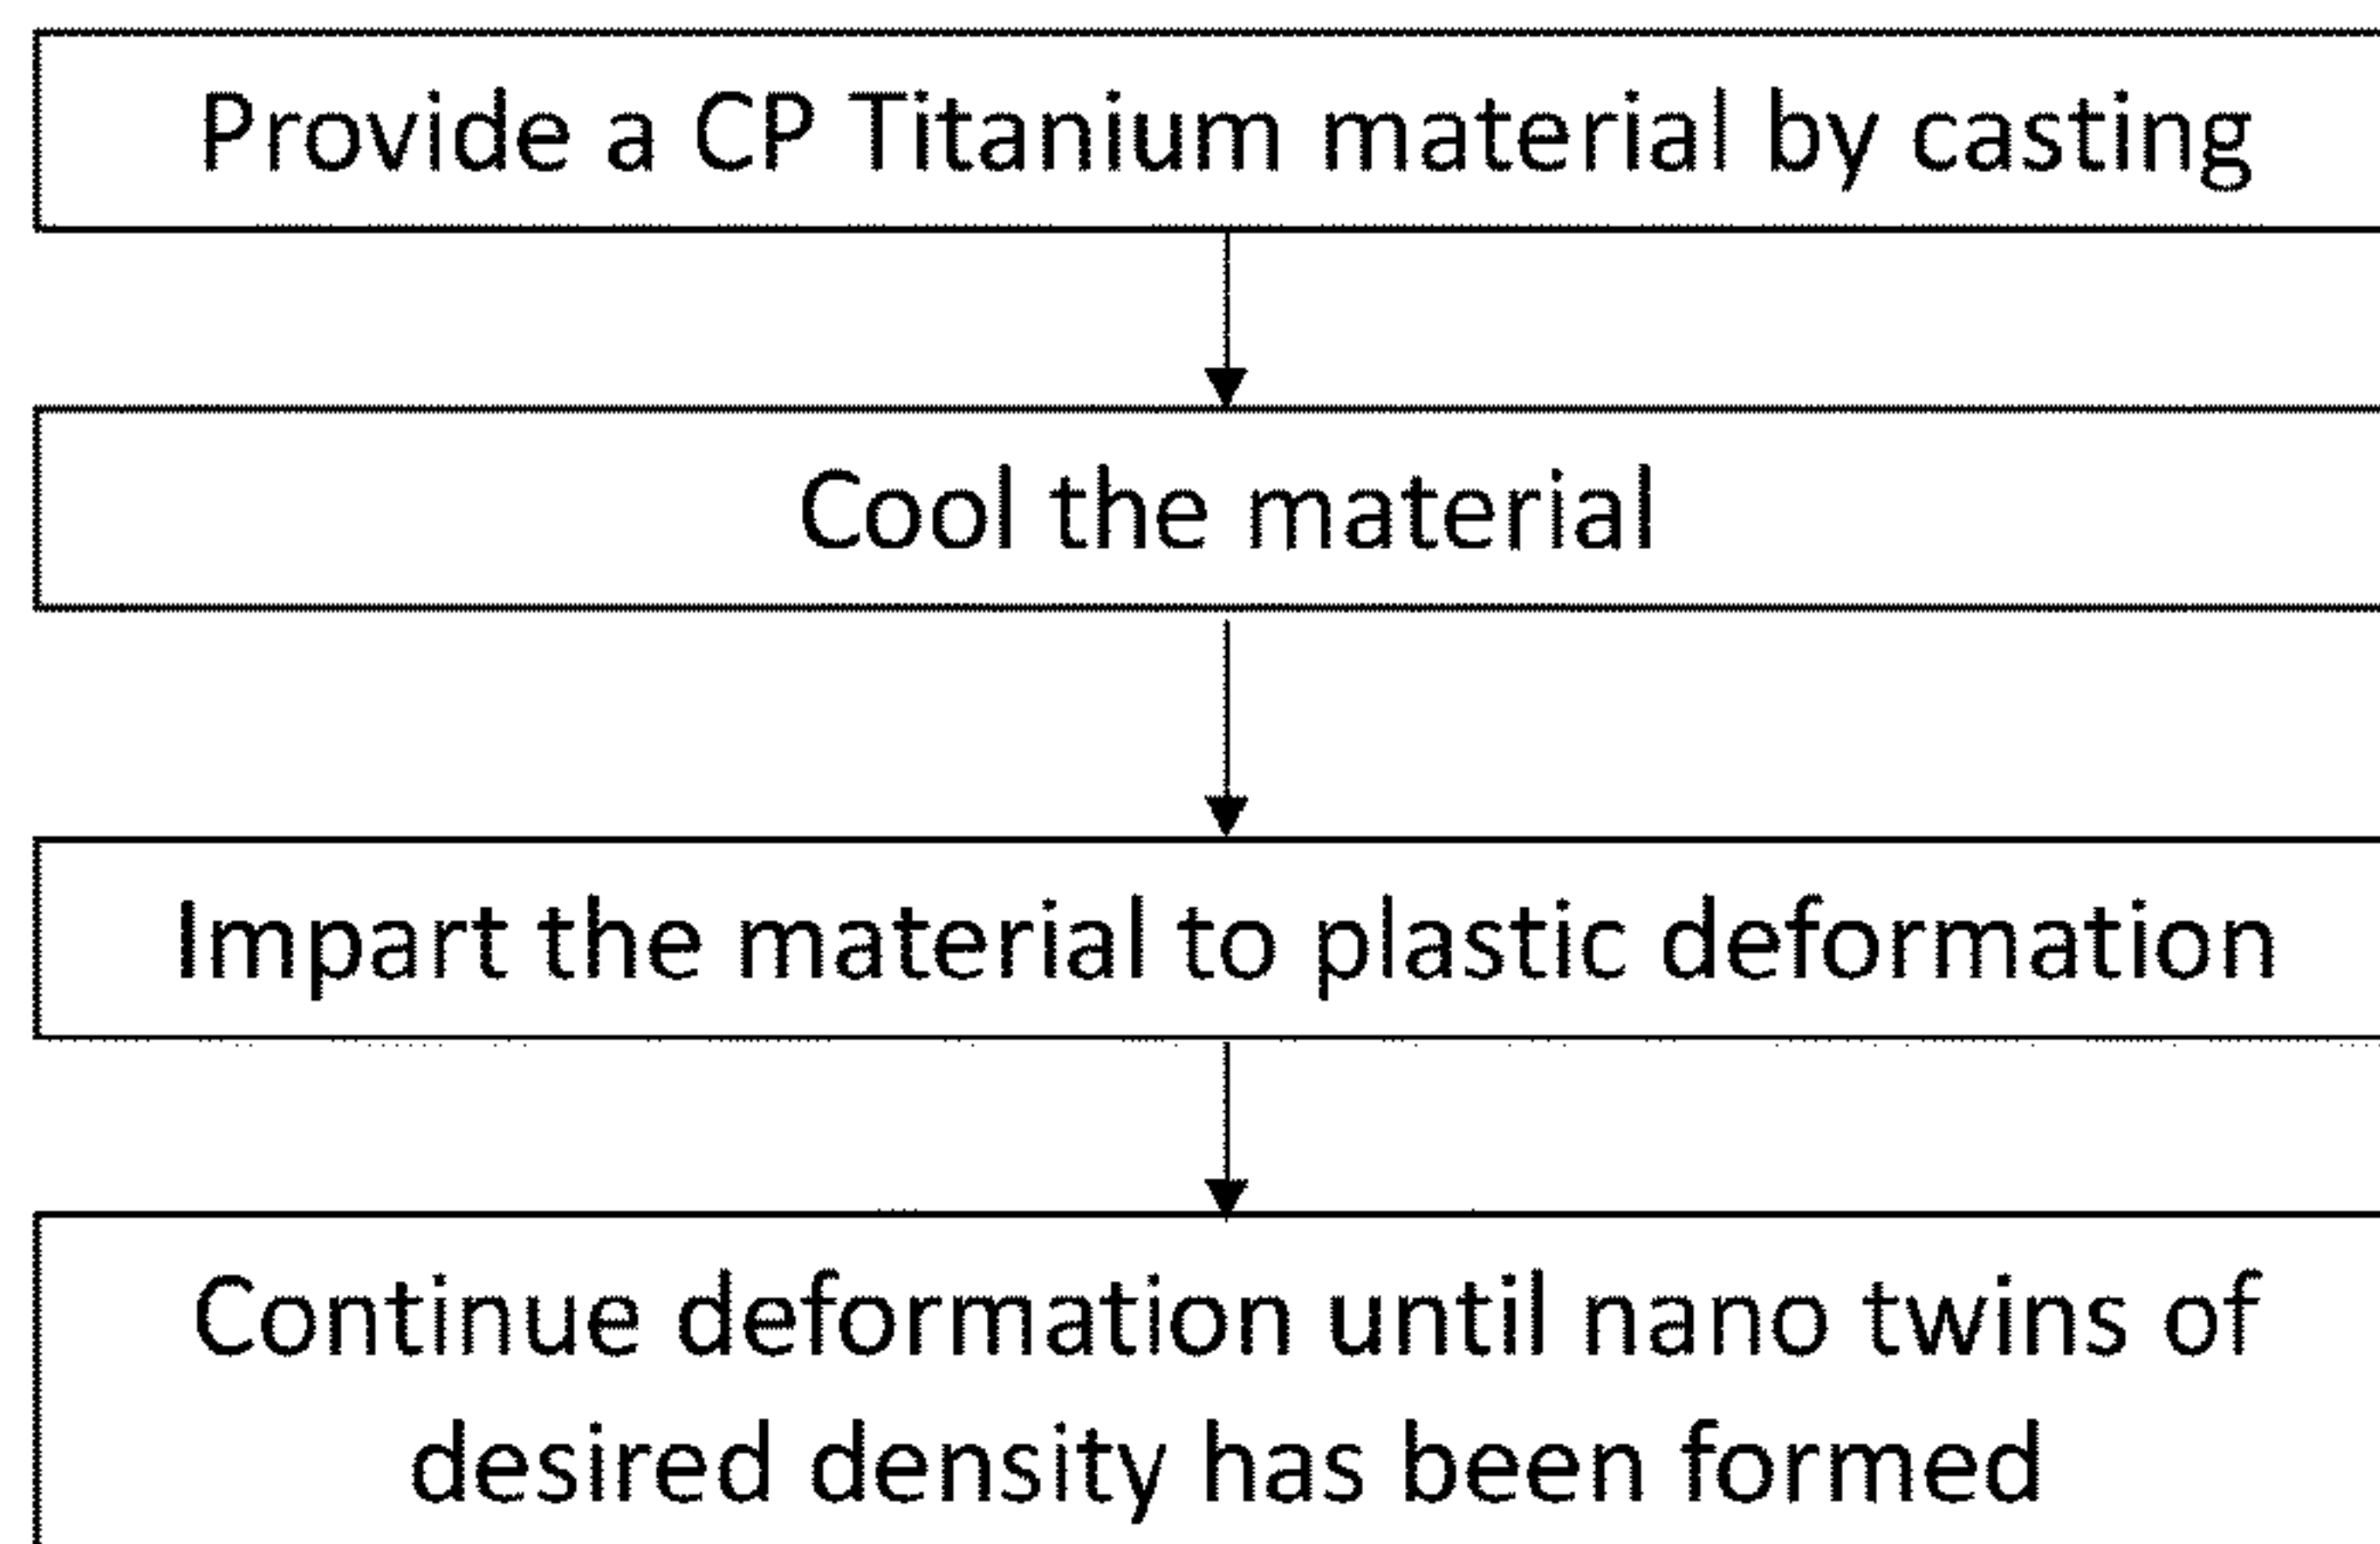 Provide a CP Titanium material by casting
Cool the material
Impart the material to plastic deformation
Continue deformation until nano twins of
desired density has been formed